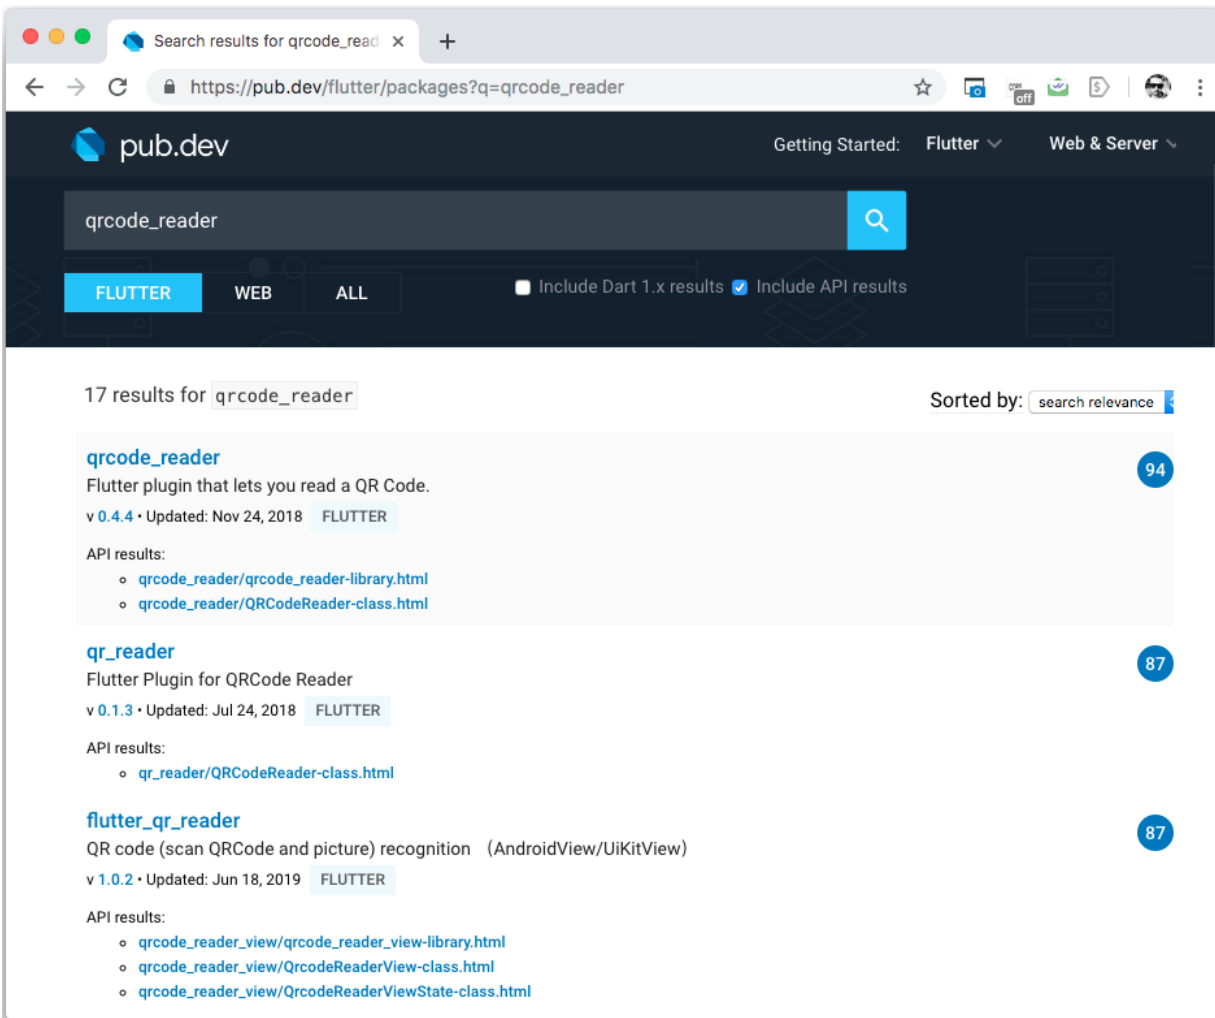 Search results for qrcode_read
https://pub.dev/flutter/packages?q=qrcode_reader
off
pub.dev
Getting Started: Flutter Web & Server
qrcode_reader
FLUTTER WEB ALL
Include Dart 1.x results Include API results
17 results for qrcode_reader
Sorted by: search relevance
qrcode_reader
94
Flutter plugin that lets you read a QR Code.
v 0.4.4 • Updated: Nov 24, 2018 FLUTTER
API results:
qrcode_reader/qrcode_reader-library.html
qrcode_reader/QRCodeReader-class.html
qr_reader
87
Flutter Plugin for QRCode Reader
v 0.1.3 • Updated: Jul 24, 2018 FLUTTER
API results:
qr_reader/QRCodeReader-class.html
flutter_qr_reader
87
QR code (scan QRCode and picture) recognition （AndroidView/UiKitView）
v 1.0.2 • Updated: Jun 18, 2019 FLUTTER
API results:
qrcode_reader_view/qrcode_reader_view-library.html
qrcode_reader_view/QrcodeReaderView-class.html
qrcode_reader_view/QrcodeReaderViewState-class.html